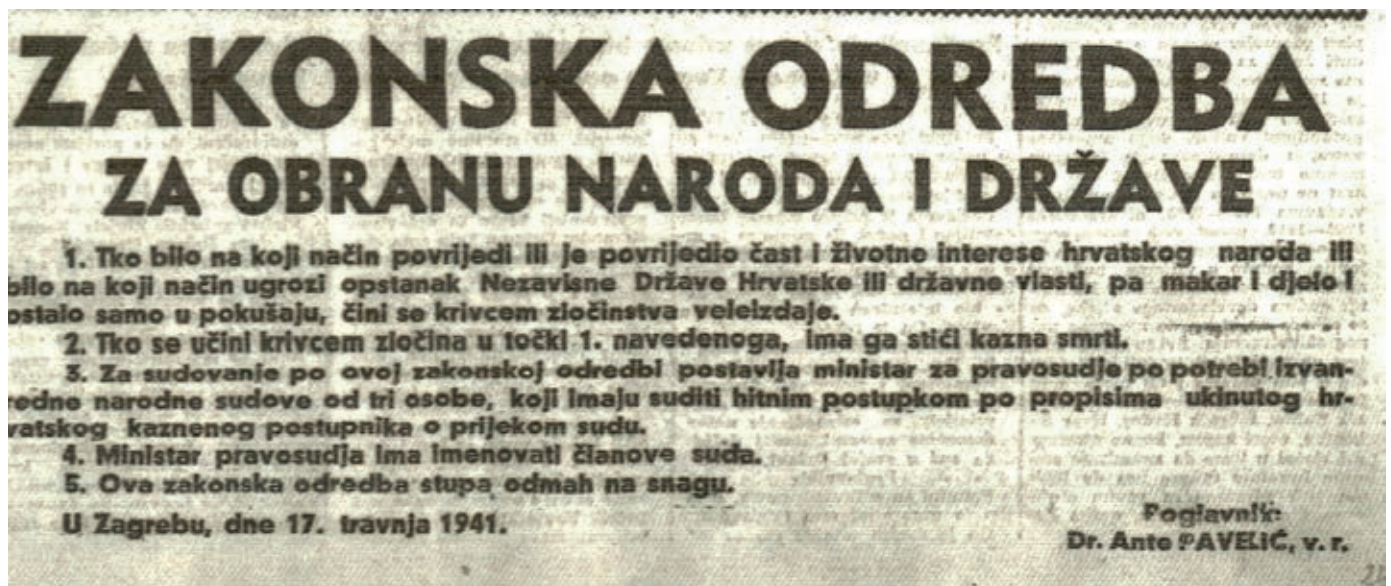 ZAKONSKA ODREDBA
ZA OBRANU NARODA I DRŽAVE
1. Tko bilo na koji način povrijedi ili je povrijedio čast i životne interese hrvatskog naroda ili
bilo na koji način ugrozi opstanak Nezavisne Države Hrvatske ili državne vlasti, pa makar i djelo i
ostalo samo u pokušaju, čini se krivcem zločinstva veleizdaje.
2. Tko se učini krivcem zločina u točki 1. navedenoga, ima ga stići kazna smrti.
3. Za sudovanje po ovoj zakonskoj odredbi postavlja ministar za pravosudje po potrebi izvan-
redne narodne sudove od tri osobe, koji imaju suditi hitnim postupkom po propisima ukinutog hr-
vatskog kaznenog postupnika o prijekom sudu.
4. Ministar pravosudja ima imenovati članove suda.
5. Ova zakonska odredba stupa odmah na snagu.
U Zagrebu, dne 17. travnja 1941.
Poglavnik:
Dr. Ante PAVELIĆ, v. r.